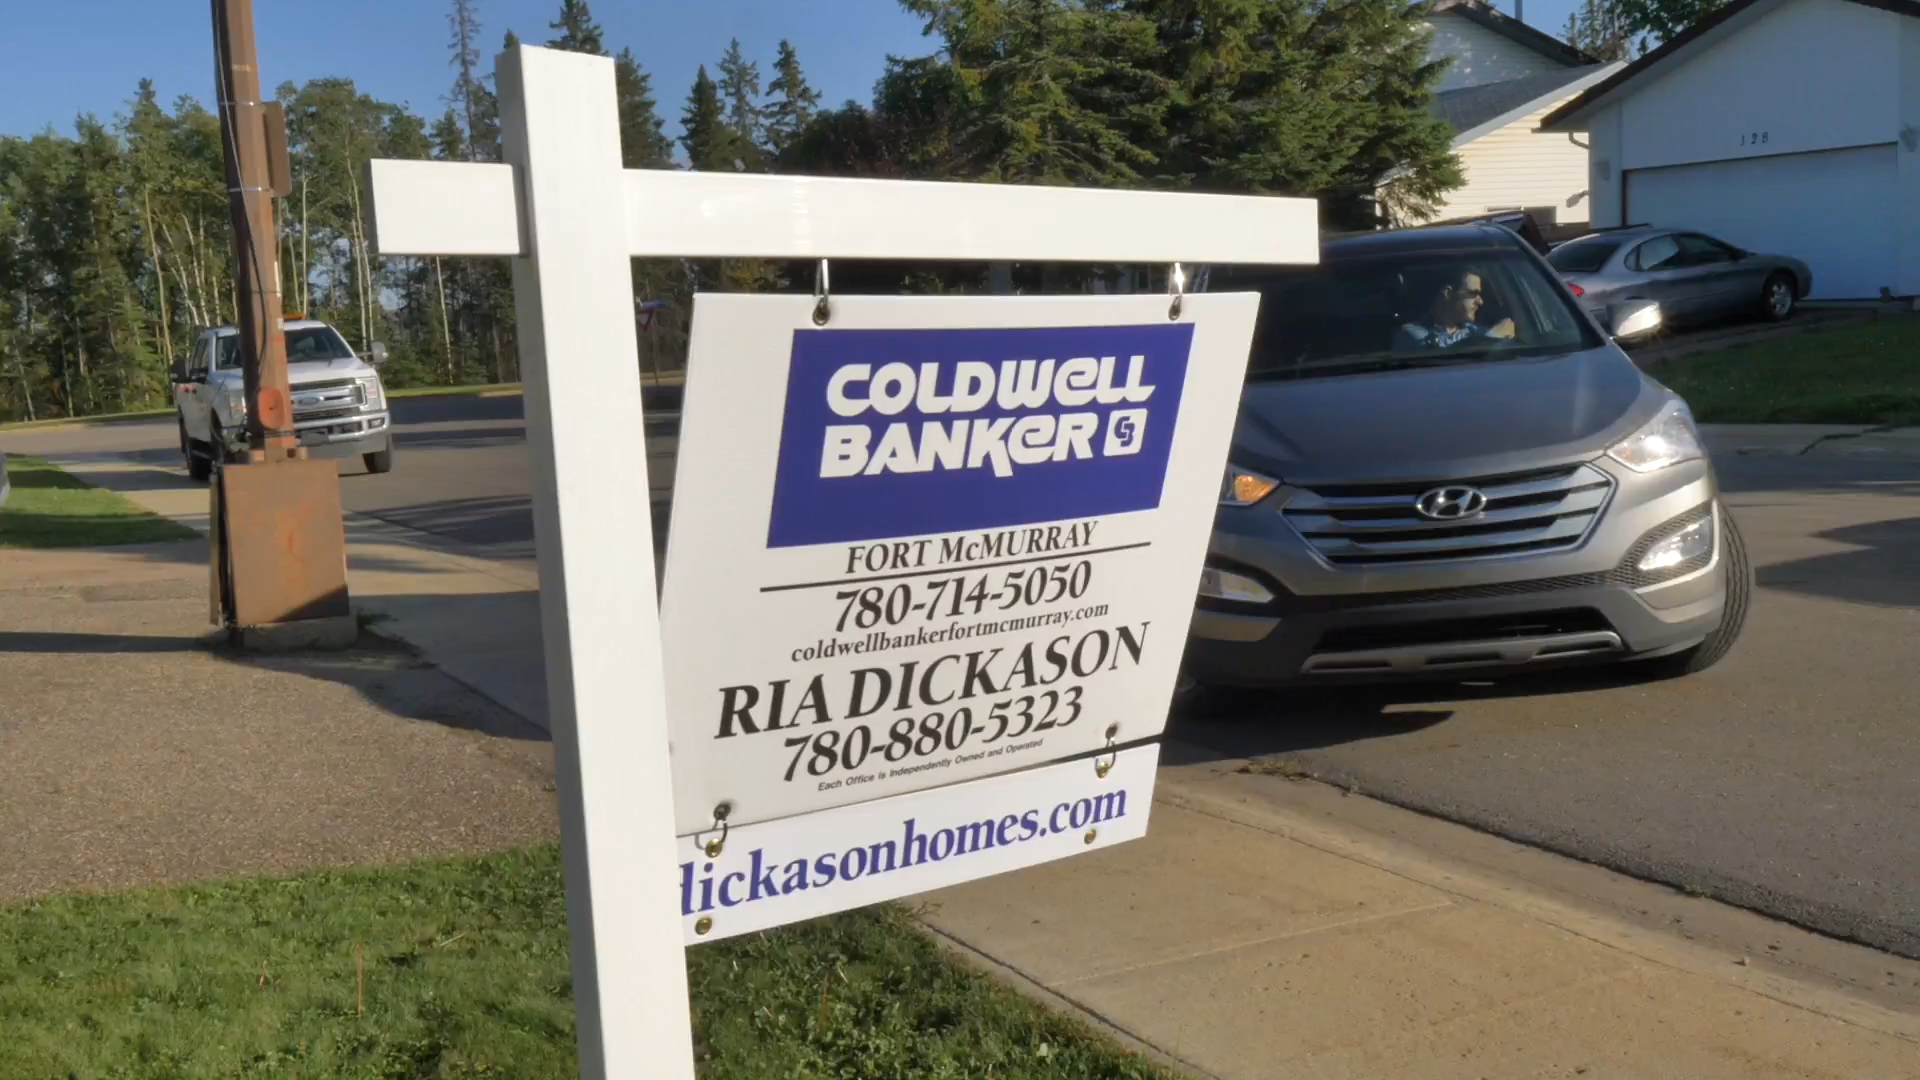 128
COLDWELL
BANKER CB
FORT McMURRAY
780-714-5050
coldwellbankerfortmcmurray.com
RIA DICKASON
780-880-5323
Each Office is Independently Owned and Operated
dickasonhomes.com